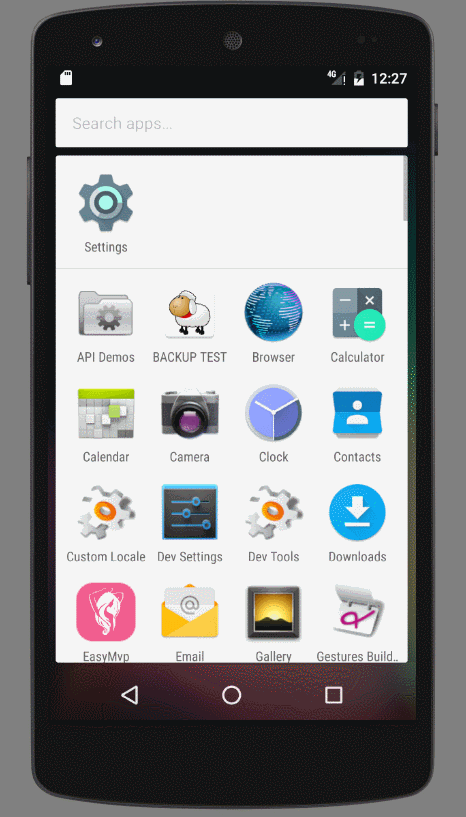 4G 12:27
Search apps...
Settings
API Demos BACKUP TEST Browser Calculator
Calendar Camera Clock Contacts
Custom Locale Dev Settings Dev Tools Downloads
EasyMvp Email Gallery Gestures Build..